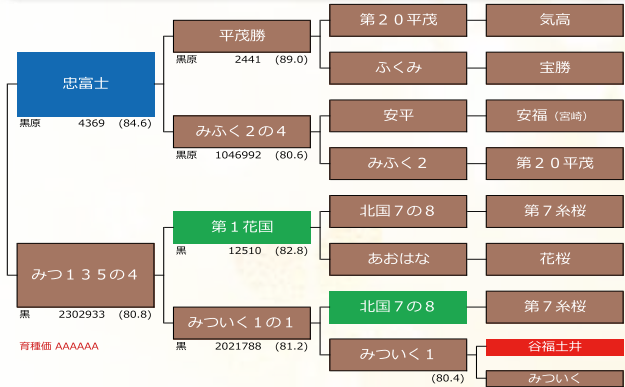 第２０平茂
気高
平茂勝
黒原 2441 (89.0)
ふくみ
宝勝
忠富士
黒原 4369 (84.6)
安平
安福（宮崎）
みふく２の４
黒原 1046992 (80.6)
みふく２
第２０平茂
北国７の８
第７糸桜
第１花国
黒 12510 (82.8)
あおはな
花桜
みつ１３５の４
黒 2302933 (80.8)
北国７の８
第７糸桜
みついく１の１
黒 2021788 (81.2)
みついく１
(80.4)
谷福土井
みついく
育種価 AAAAAA